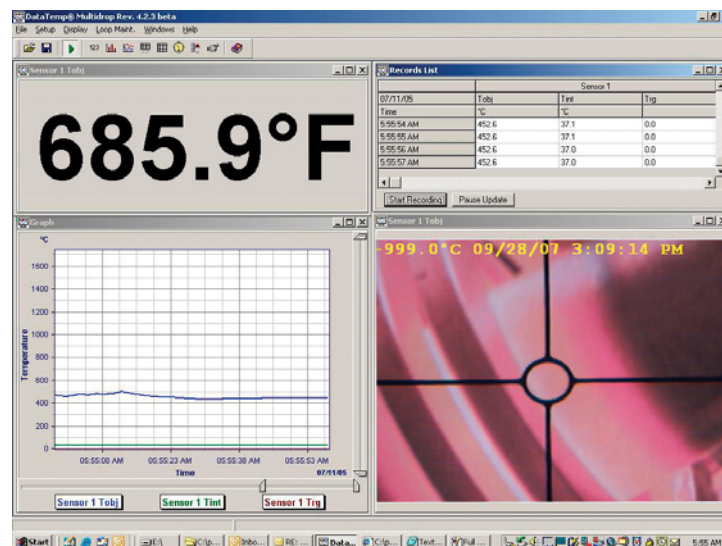 DataTemp® Multidrop Rev. 4.2.3 beta
File Setup Display Loop Maint. Windows Help
123
Sensor 1 Tobj
685.9°F
Records List
Sensor 1
07/11/05 Tobj Tint Trg
Time °C °C
5:55:54 AM 452.6 37.1 0.0
5:55:55 AM 452.6 37.1 0.0
5:55:56 AM 452.6 37.0 0.0
5:55:57 AM 452.6 37.0 0.0
Start Recording Pause Update
Graph
°C
1600
1400
1200
1000
800
600
400
200
0
Temperature
05:55:00 AM 05:55:23 AM 05:55:30 AM 05:55:53 AM
Time 07/11/05
Sensor 1 Tobj Sensor 1 Tint Sensor 1 Trg
Sensor 1 Tobj
-999.0°C 09/28/07 3:09:14 PM
Start E:\ C:\p... Inbo... RE: ... Data... C:\p... Text... Full ... 5:55 AM